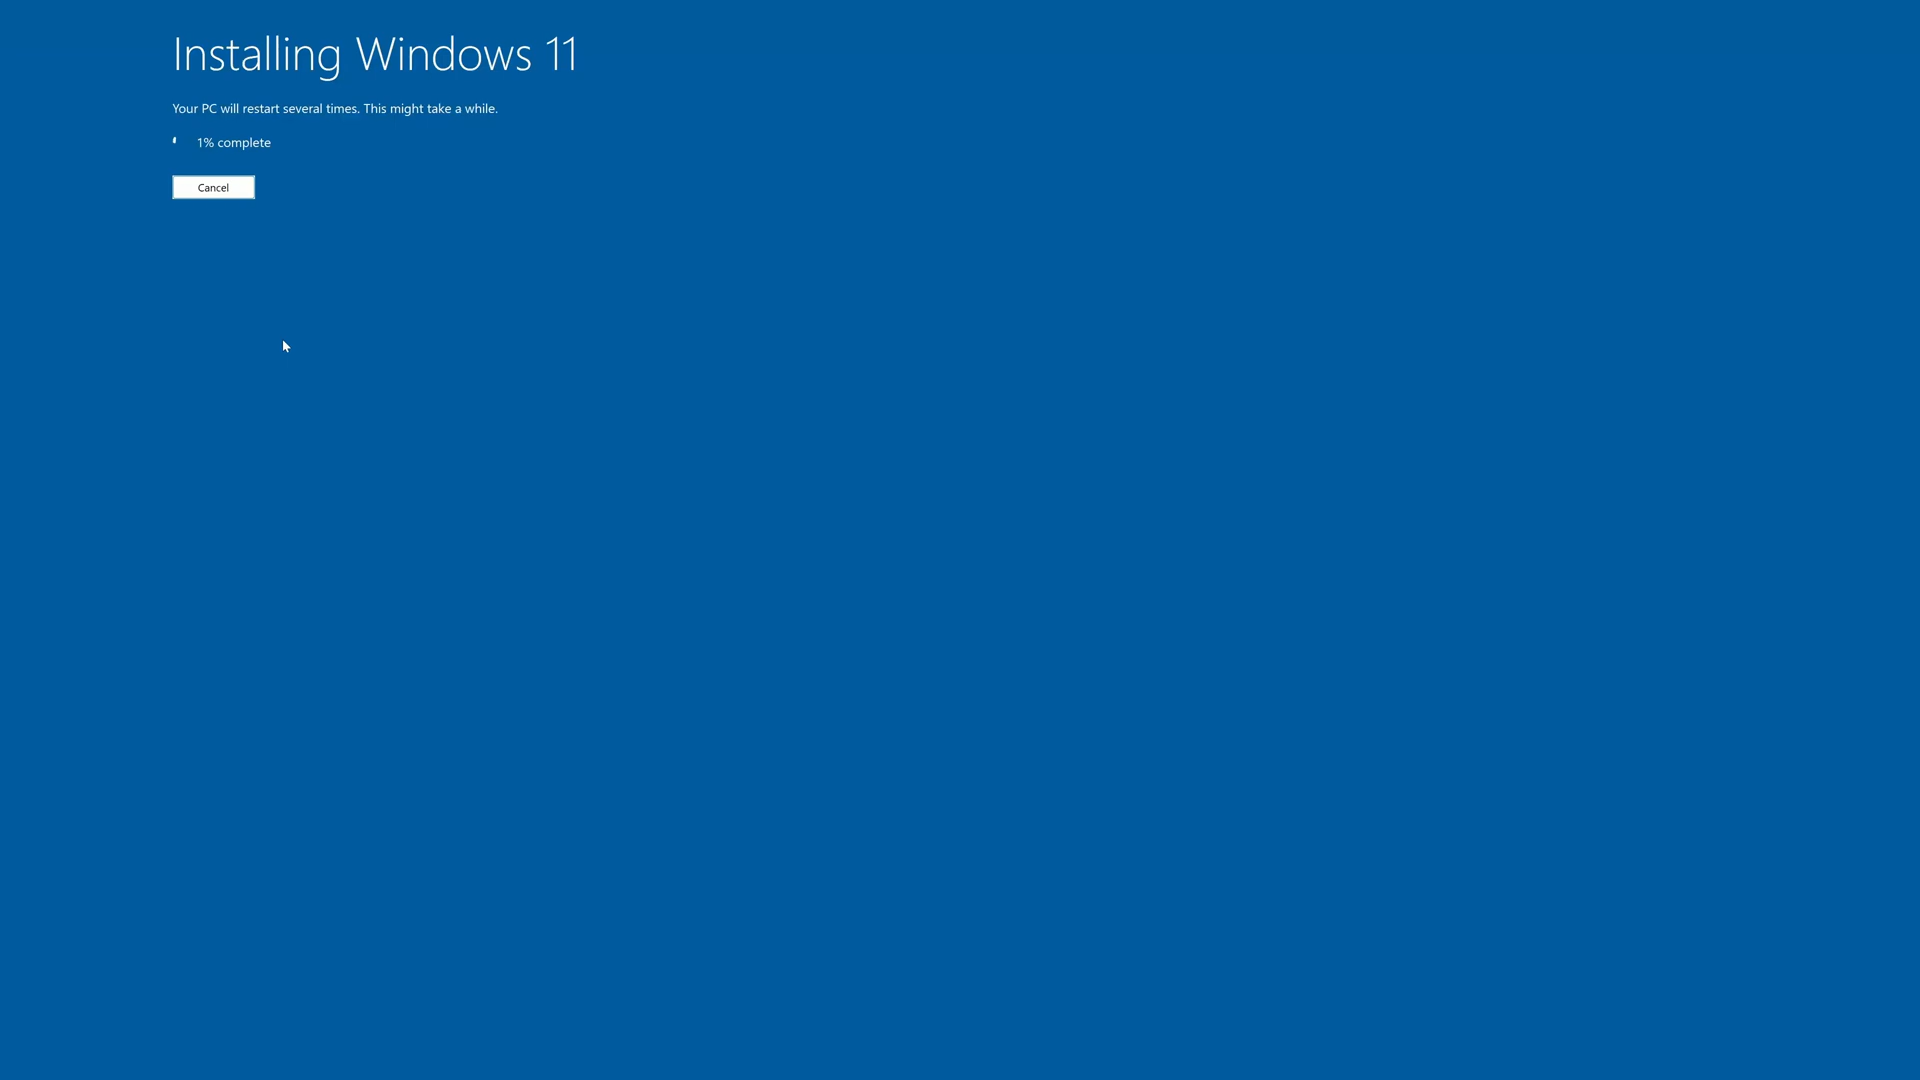 Installing Windows 11
Your PC will restart several times. This might take a while.
1% complete
Cancel